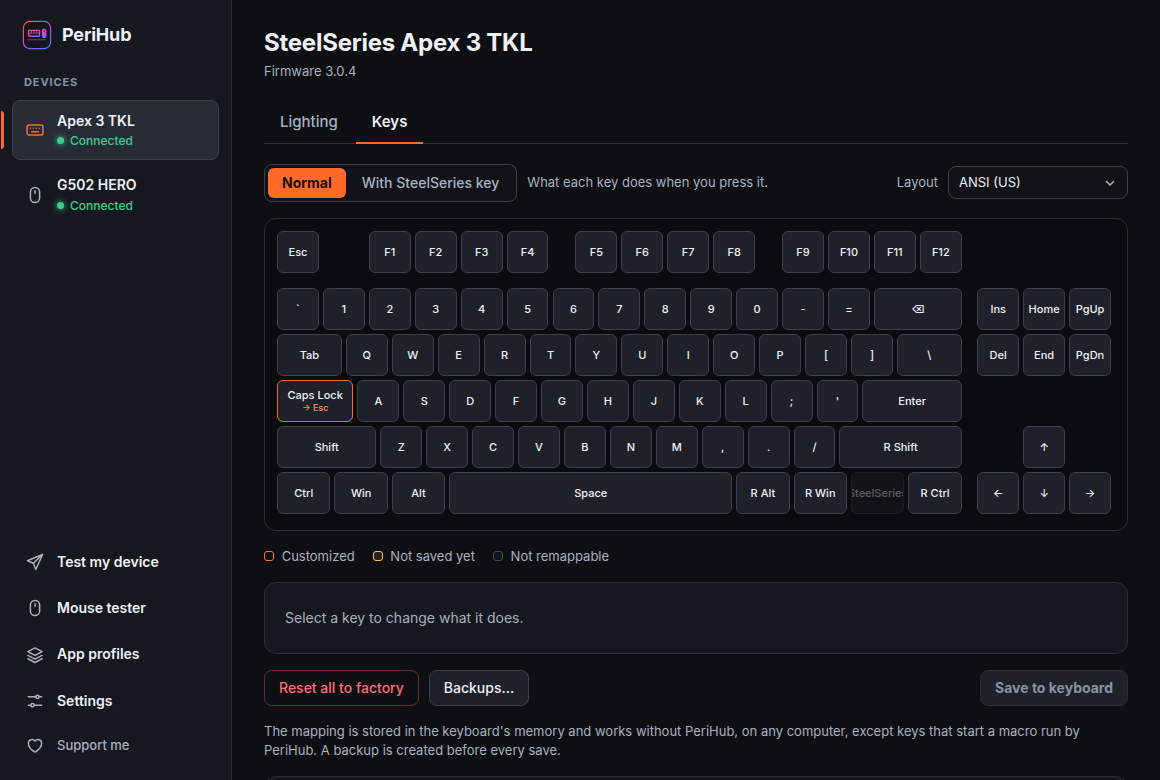 PeriHub
DEVICES
Apex 3 TKL
Connected
G502 HERO
Connected
Test my device
Mouse tester
App profiles
Settings
Support me
SteelSeries Apex 3 TKL
Firmware 3.0.4
Lighting Keys
Normal With SteelSeries key What each key does when you press it. Layout ANSI (US)
Esc F1 F2 F3 F4 F5 F6 F7 F8 F9 F10 F11 F12
` 1 2 3 4 5 6 7 8 9 0 - = ⌫ Ins Home PgUp
Tab Q W E R T Y U I O P [ ] \ Del End PgDn
Caps Lock A S D F G H J K L ; ' Enter
→ Esc
Shift Z X C V B N M , . / R Shift ↑
Ctrl Win Alt Space R Alt R Win SteelSeries R Ctrl ← ↓ →
Customized Not saved yet Not remappable
Select a key to change what it does.
Reset all to factory Backups... Save to keyboard
The mapping is stored in the keyboard's memory and works without PeriHub, on any computer, except keys that start a macro run by
PeriHub. A backup is created before every save.